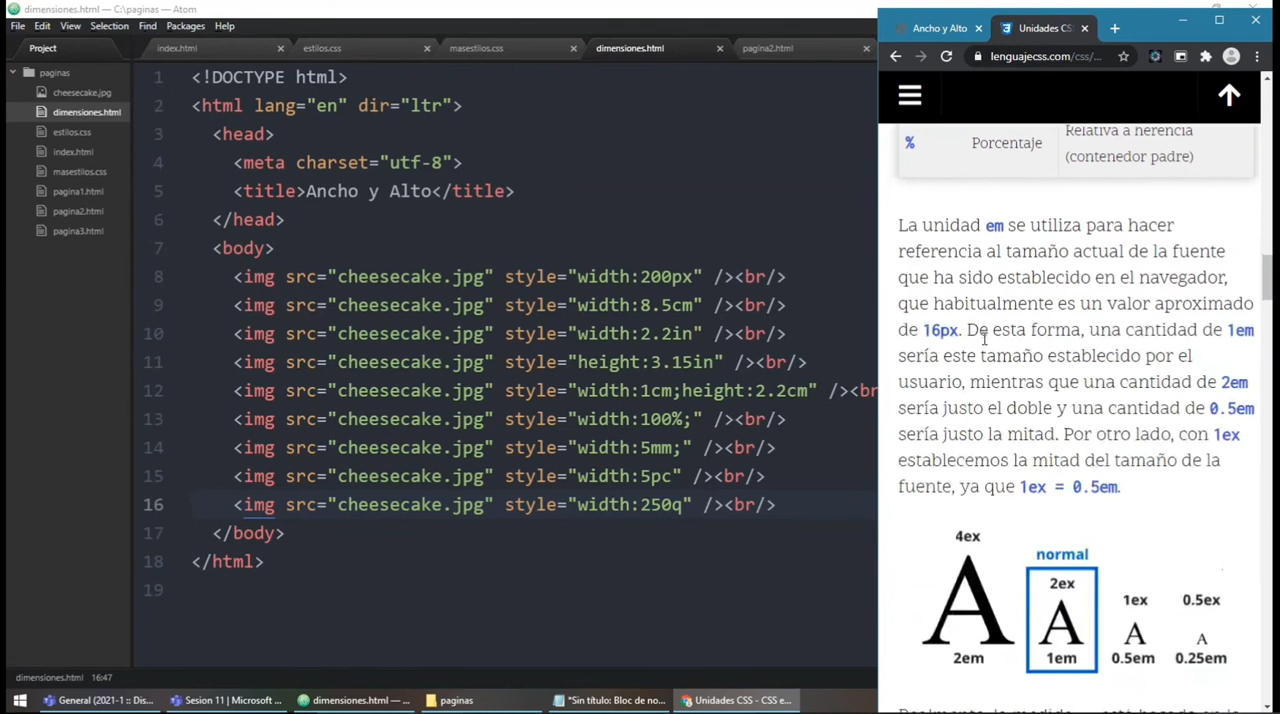 dimensiones.html — C:\paginas — Atom
File Edit View Selection Find Packages Help
Project
paginas
cheesecake.jpg
dimensiones.html
estilos.css
index.html
masestilos.css
pagina1.html
pagina2.html
pagina3.html
index.html estilos.css masestilos.css dimensiones.html pagina2.html
1 <!DOCTYPE html>
2 <html lang="en" dir="ltr">
3 <head>
4 <meta charset="utf-8">
5 <title>Ancho y Alto</title>
6 </head>
7 <body>
8 <img src="cheesecake.jpg" style="width:200px" /><br/>
9 <img src="cheesecake.jpg" style="width:8.5cm" /><br/>
10 <img src="cheesecake.jpg" style="width:2.2in" /><br/>
11 <img src="cheesecake.jpg" style="height:3.15in" /><br/>
12 <img src="cheesecake.jpg" style="width:1cm;height:2.2cm" /><br
13 <img src="cheesecake.jpg" style="width:100%;" /><br/>
14 <img src="cheesecake.jpg" style="width:5mm;" /><br/>
15 <img src="cheesecake.jpg" style="width:5pc" /><br/>
16 <img src="cheesecake.jpg" style="width:250q" /><br/>
17 </body>
18 </html>
19
dimensiones.html 16:47
Ancho y Alto Unidades CS
lenguajecss.com/css/...
% Porcentaje Relativa a herencia
(contenedor padre)
La unidad em se utiliza para hacer
referencia al tamaño actual de la fuente
que ha sido establecido en el navegador,
que habitualmente es un valor aproximado
de 16px. De esta forma, una cantidad de 1em
sería este tamaño establecido por el
usuario, mientras que una cantidad de 2em
sería justo el doble y una cantidad de 0.5em
sería justo la mitad. Por otro lado, con 1ex
establecemos la mitad del tamaño de la
fuente, ya que 1ex = 0.5em.
4ex
normal
2ex 1ex 0.5ex
A A A A
2em 1em 0.5em 0.25em
General (2021-1 :: Dis... Sesion 11 | Microsoft ... dimensiones.html — ... paginas *Sin título: Bloc de no... Unidades CSS - CSS e...